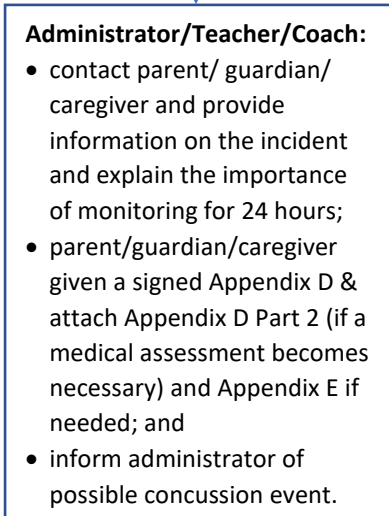 Administrator/Teacher/Coach:
• contact parent/ guardian/
caregiver and provide
information on the incident
and explain the importance
of monitoring for 24 hours;
• parent/guardian/caregiver
given a signed Appendix D &
attach Appendix D Part 2 (if a
medical assessment becomes
necessary) and Appendix E if
needed; and
• inform administrator of
possible concussion event.